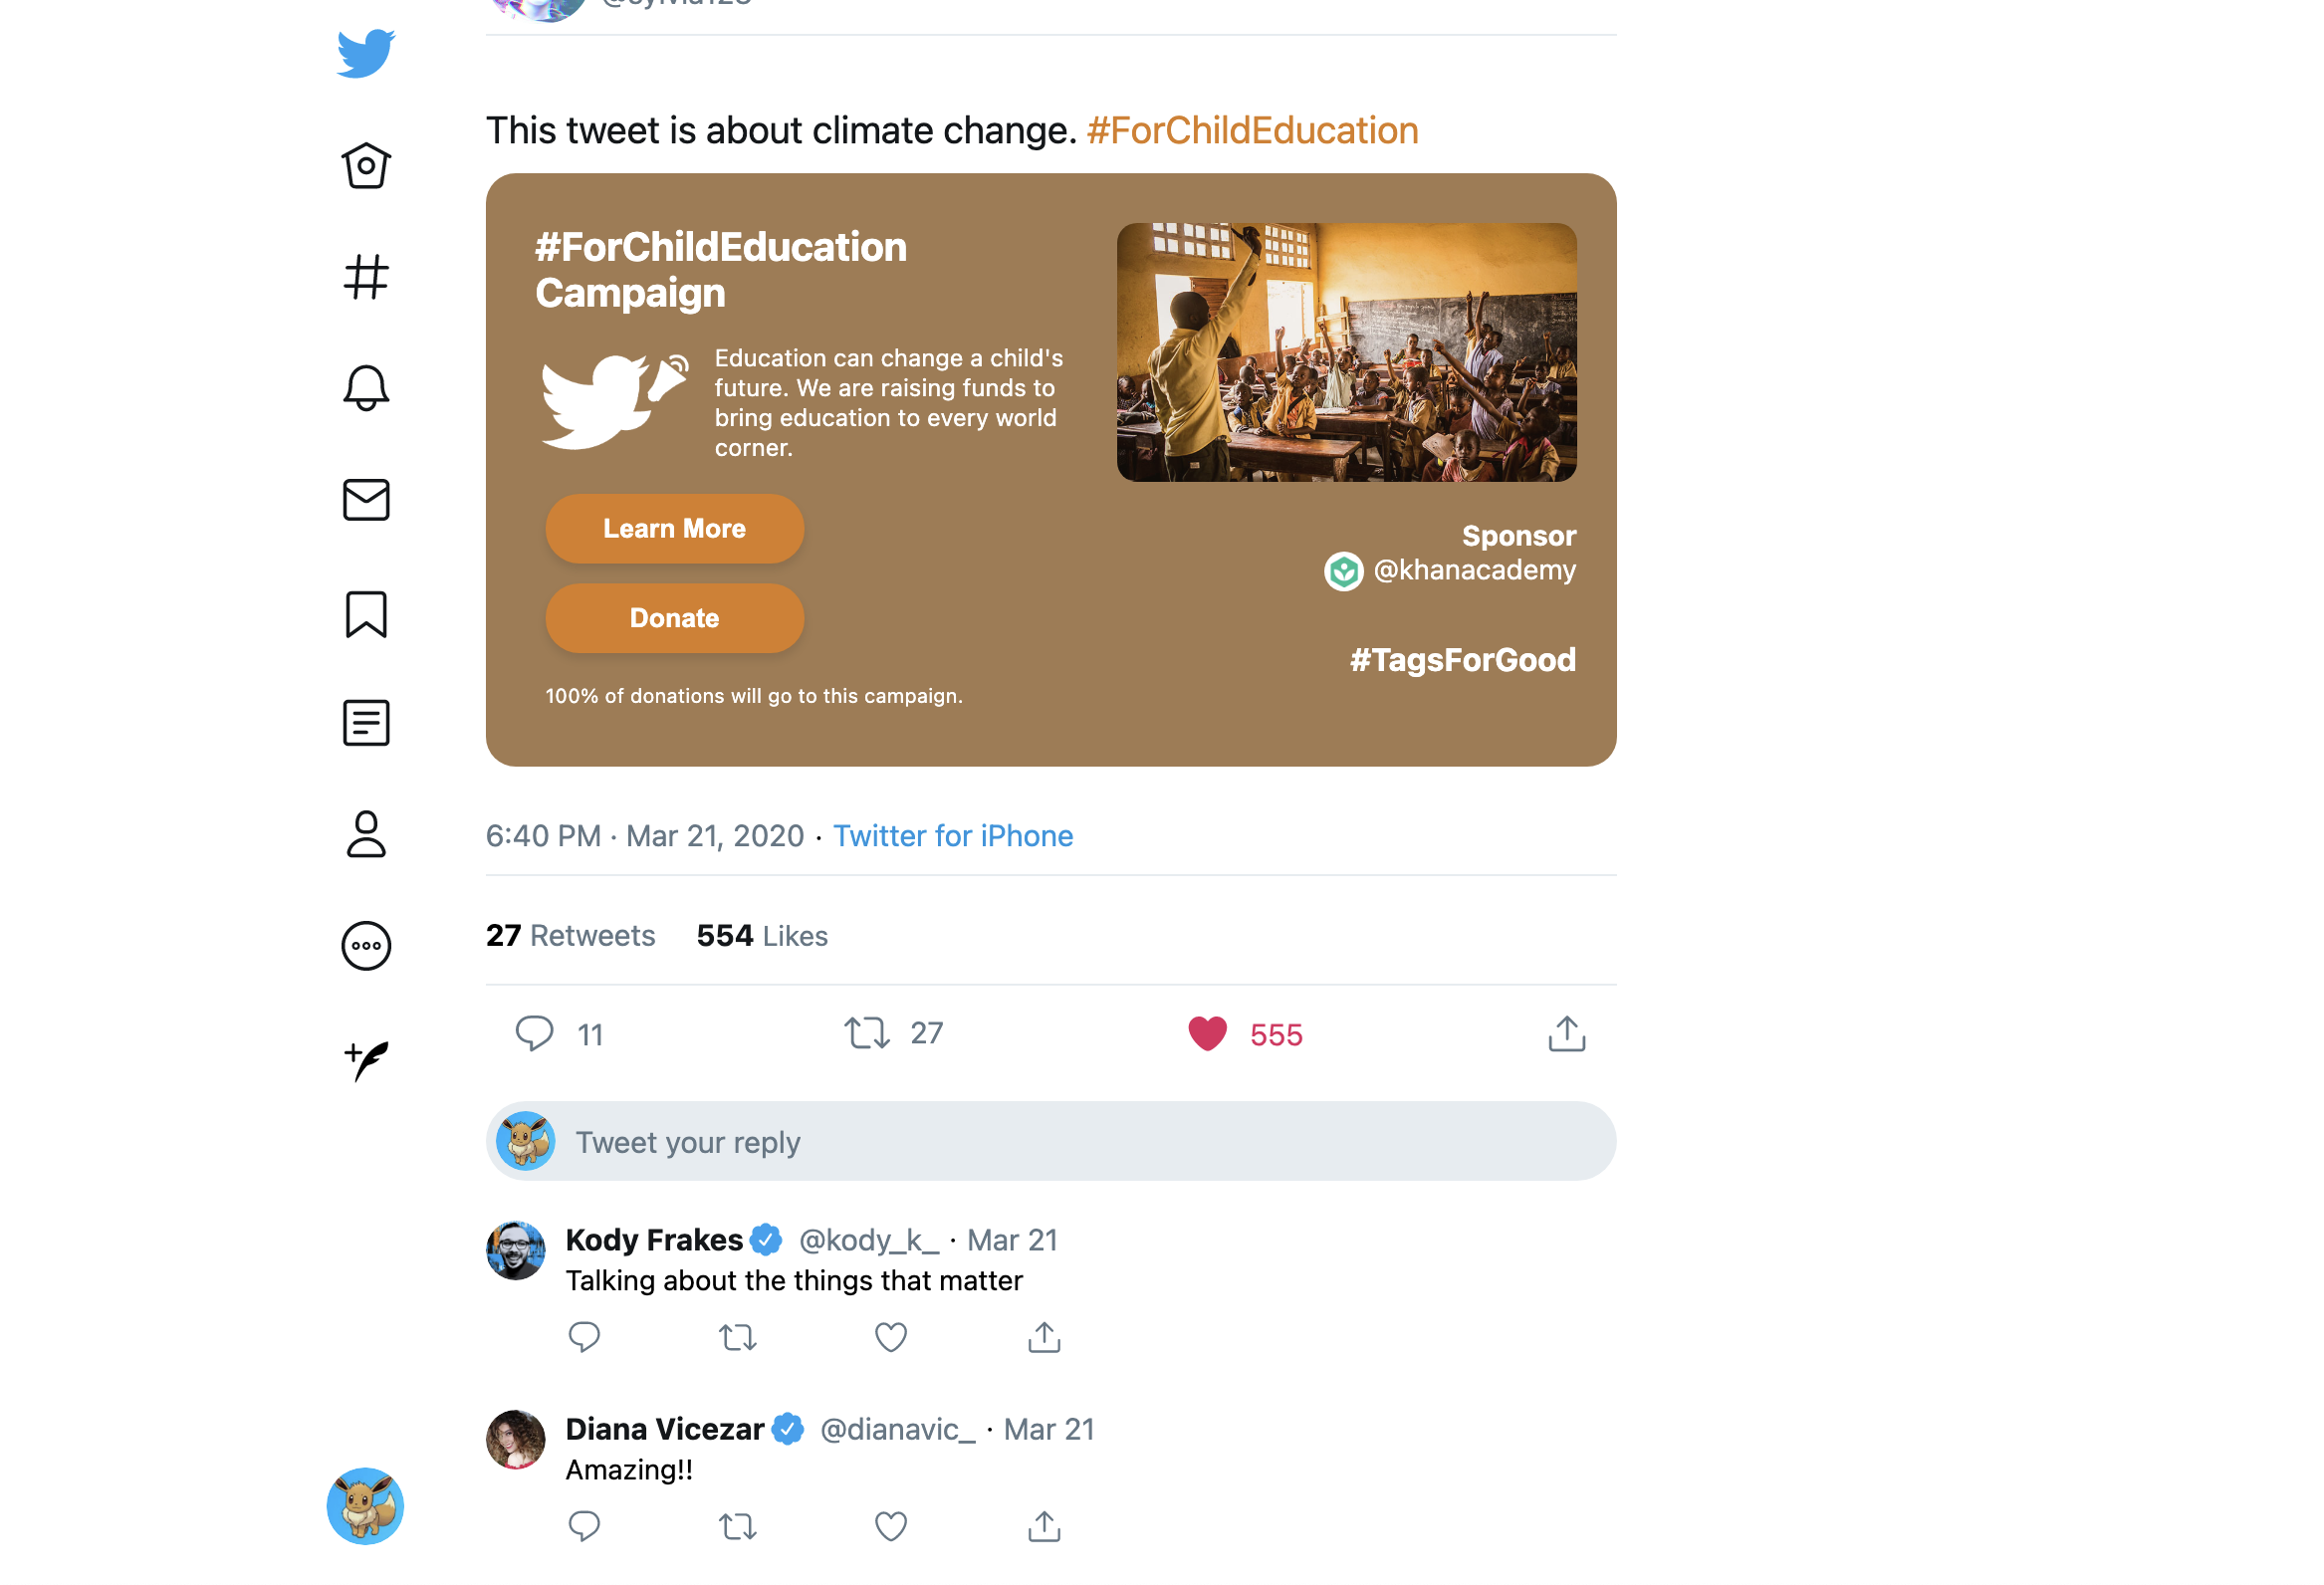 This tweet is about climate change. #ForChildEducation
#ForChildEducation
Campaign
Education can change a child's
future. We are raising funds to
bring education to every world
corner.
Learn More
Donate
100% of donations will go to this campaign.
Sponsor
@khanacademy
#TagsForGood
6:40 PM · Mar 21, 2020 · Twitter for iPhone
27 Retweets 554 Likes
11 27 555
Tweet your reply
Kody Frakes @kody_k_ · Mar 21
Talking about the things that matter
Diana Vicezar @dianavic_ · Mar 21
Amazing!!